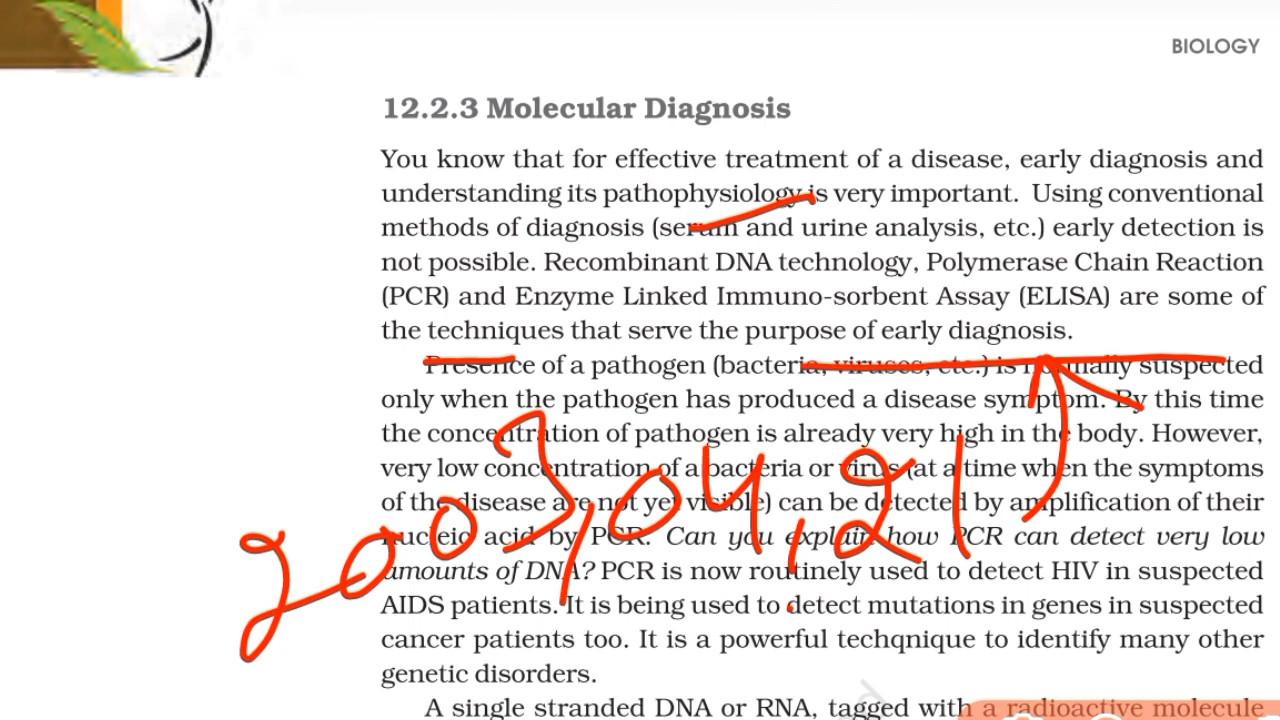 BIOLOGY
12.2.3 Molecular Diagnosis
You know that for effective treatment of a disease, early diagnosis and
understanding its pathophysiology is very important. Using conventional
methods of diagnosis (serum and urine analysis, etc.) early detection is
not possible. Recombinant DNA technology, Polymerase Chain Reaction
(PCR) and Enzyme Linked Immuno-sorbent Assay (ELISA) are some of
the techniques that serve the purpose of early diagnosis.
Presence of a pathogen (bacteria, viruses, etc.) is normally suspected
only when the pathogen has produced a disease symptom. By this time
the concentration of pathogen is already very high in the body. However,
very low concentration of a bacteria or virus (at a time when the symptoms
of the disease are not yet visible) can be detected by amplification of their
nucleic acid by PCR. Can you explain how PCR can detect very low
amounts of DNA? PCR is now routinely used to detect HIV in suspected
AIDS patients. It is being used to detect mutations in genes in suspected
cancer patients too. It is a powerful techqnique to identify many other
genetic disorders.
A single stranded DNA or RNA, tagged with a radioactive molecule
2003,04,21